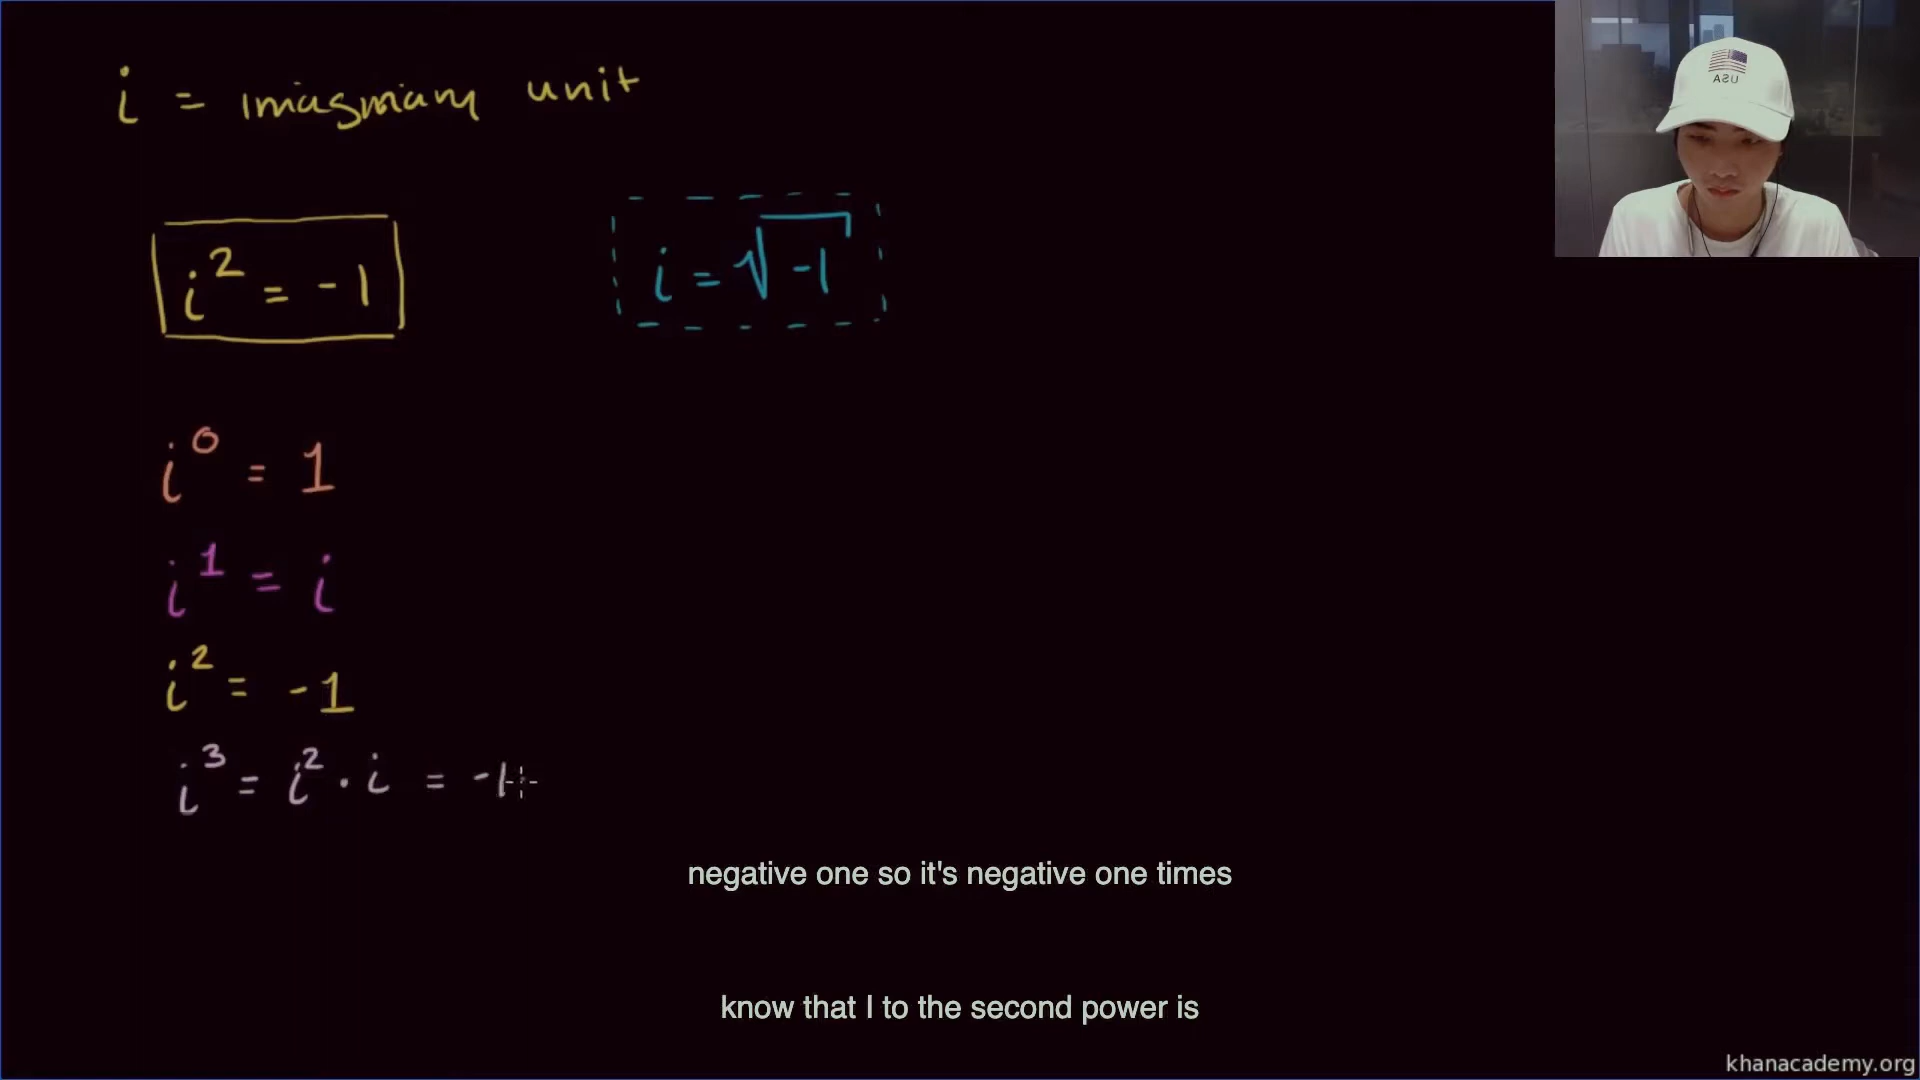 i = imaginary unit
USA
i² = -1
i = √-1
i⁰ = 1
i¹ = i
i² = -1
i³ = i² · i = -1
negative one so it's negative one times
know that I to the second power is
khanacademy.org